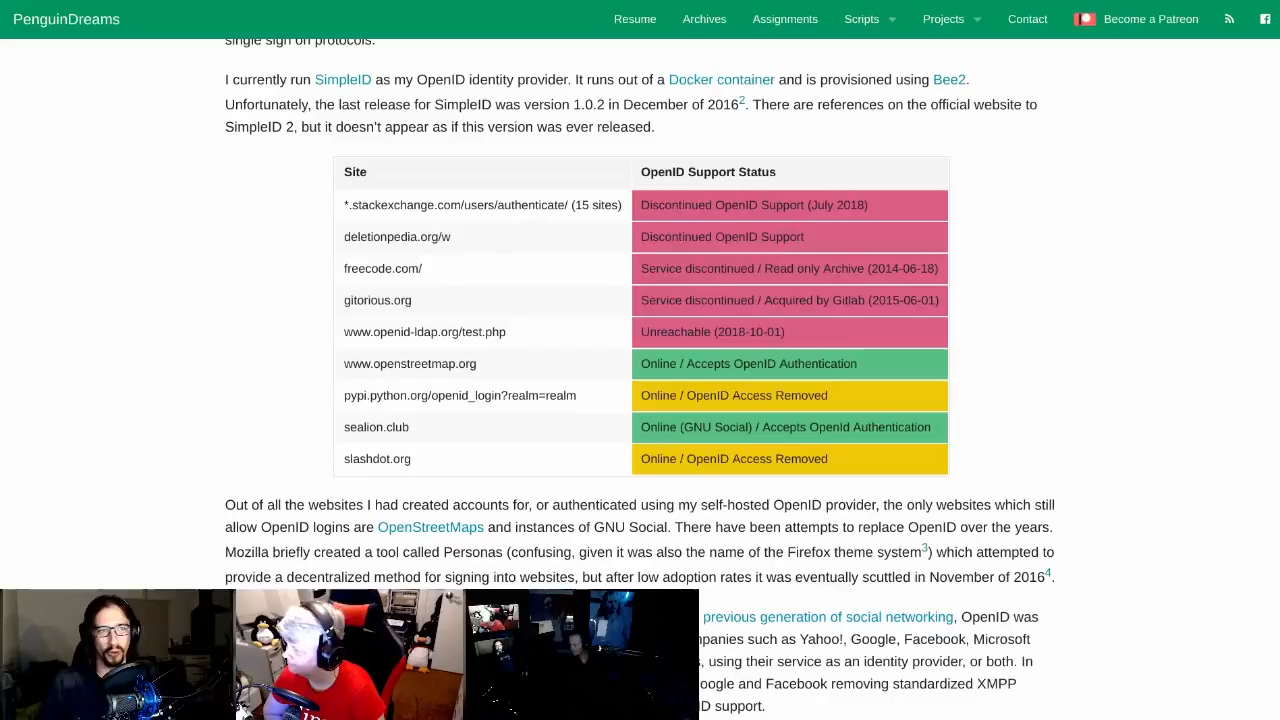 PenguinDreams Resume Archives Assignments Scripts Projects Contact Become a Patreon
single sign on protocols.
I currently run SimpleID as my OpenID identity provider. It runs out of a Docker container and is provisioned using Bee2.
Unfortunately, the last release for SimpleID was version 1.0.2 in December of 2016². There are references on the official website to
SimpleID 2, but it doesn't appear as if this version was ever released.
Site OpenID Support Status
*.stackexchange.com/users/authenticate/ (15 sites) Discontinued OpenID Support (July 2018)
deletionpedia.org/w Discontinued OpenID Support
freecode.com/ Service discontinued / Read only Archive (2014-06-18)
gitorious.org Service discontinued / Acquired by Gitlab (2015-06-01)
www.openid-ldap.org/test.php Unreachable (2018-10-01)
www.openstreetmap.org Online / Accepts OpenID Authentication
pypi.python.org/openid_login?realm=realm Online / OpenID Access Removed
sealion.club Online (GNU Social) / Accepts OpenId Authentication
slashdot.org Online / OpenID Access Removed
Out of all the websites I had created accounts for, or authenticated using my self-hosted OpenID provider, the only websites which still
allow OpenID logins are OpenStreetMaps and instances of GNU Social. There have been attempts to replace OpenID over the years.
Mozilla briefly created a tool called Personas (confusing, given it was also the name of the Firefox theme system³) which attempted to
provide a decentralized method for signing into websites, but after low adoption rates it was eventually scuttled in November of 2016⁴.
previous generation of social networking, OpenID was
mpanies such as Yahoo!, Google, Facebook, Microsoft
s, using their service as an identity provider, or both. In
oogle and Facebook removing standardized XMPP
ID support.